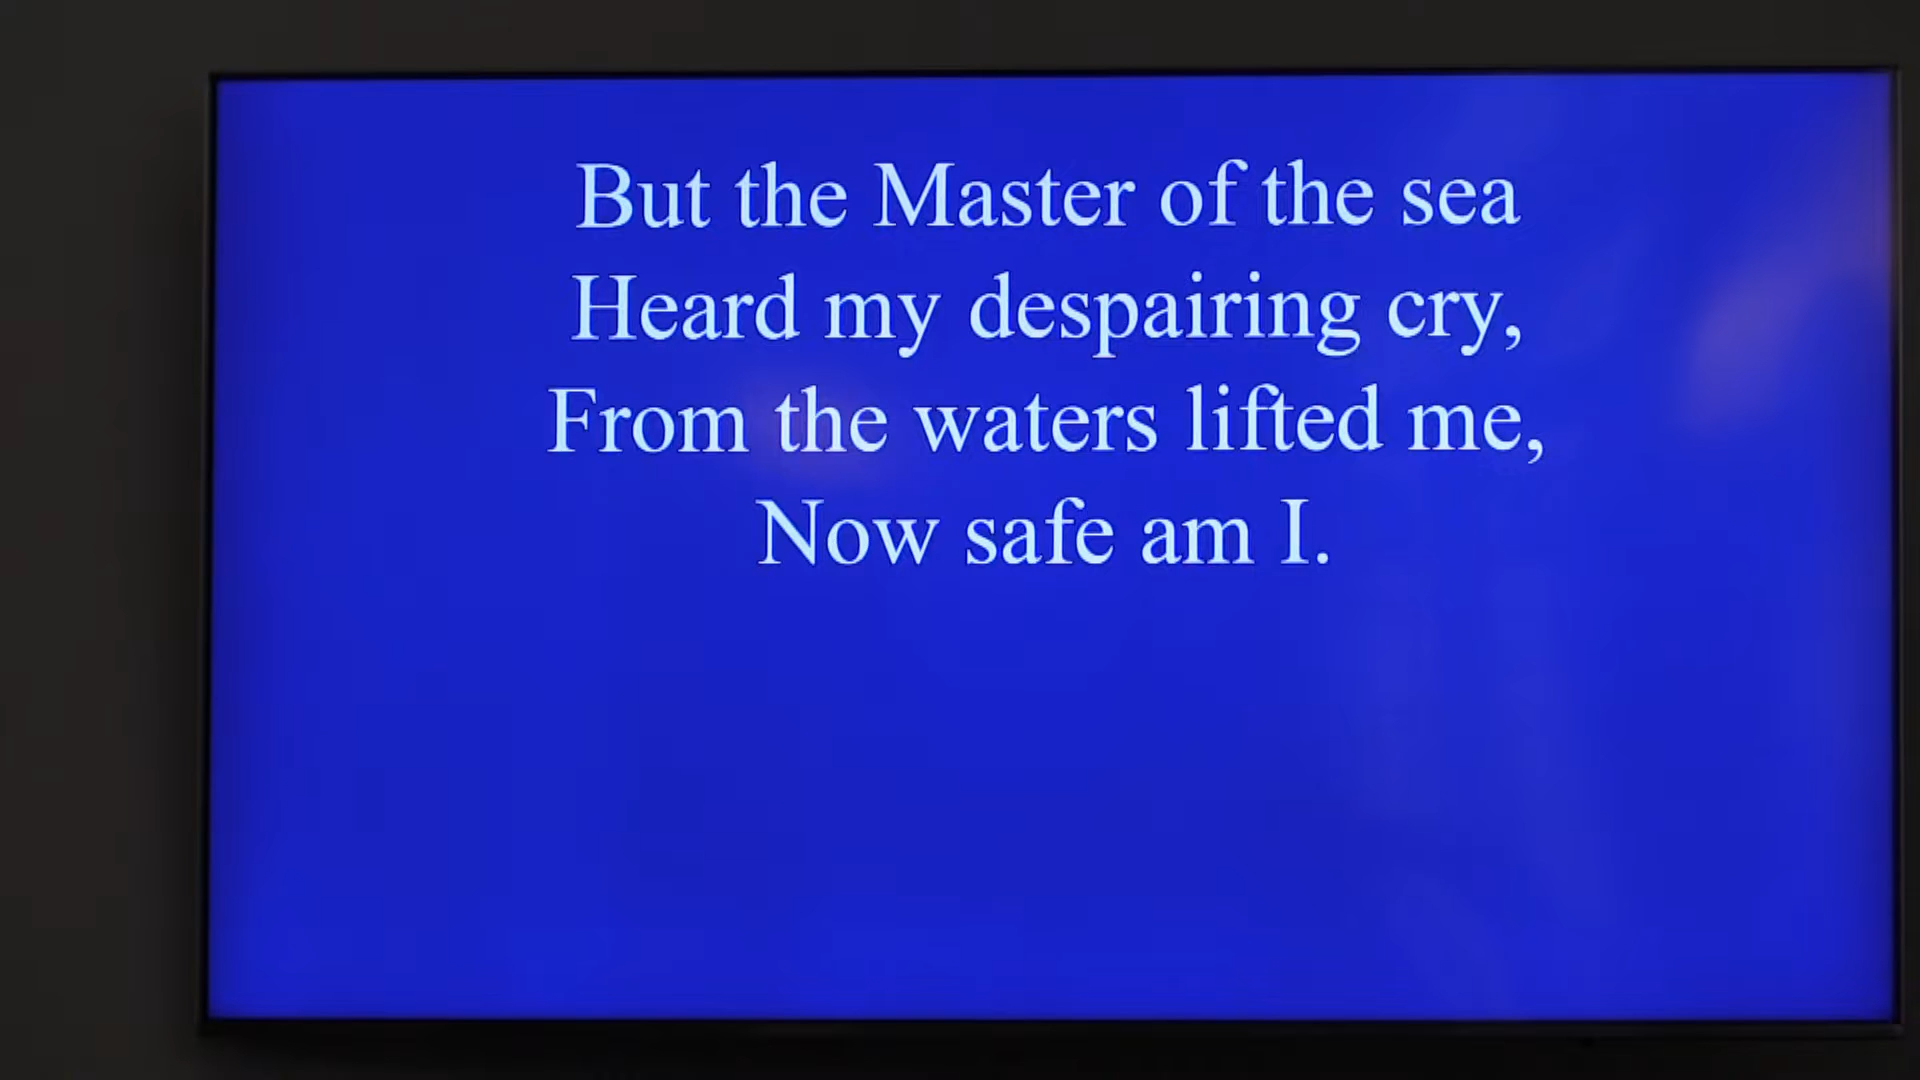 But the Master of the sea
Heard my despairing cry,
From the waters lifted me,
Now safe am I.